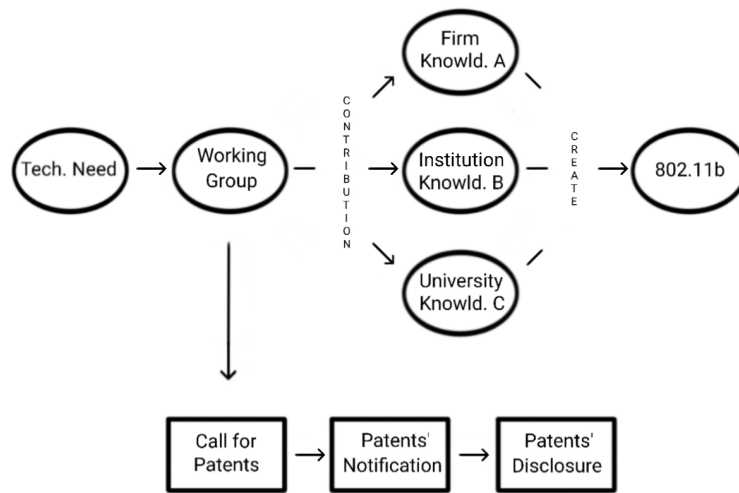 Tech. Need
Working
Group
CONTRIBUTION
Firm
Knowld. A
Institution
Knowld. B
University
Knowld. C
CREATE
802.11b
Call for
Patents
Patents'
Notification
Patents'
Disclosure